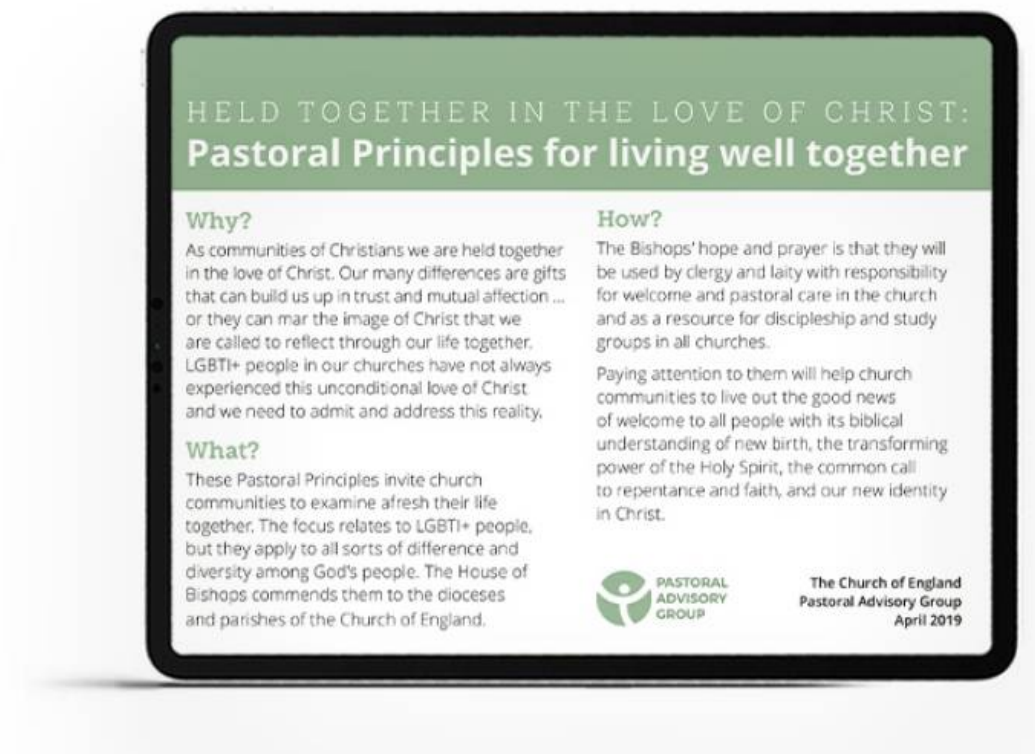 HELD TOGETHER IN THE LOVE OF CHRIST:
Pastoral Principles for living well together
Why?
As communities of Christians we are held together
in the love of Christ. Our many differences are gifts
that can build us up in trust and mutual affection ...
or they can mar the image of Christ that we
are called to reflect through our life together.
LGBTI+ people in our churches have not always
experienced this unconditional love of Christ
and we need to admit and address this reality.
What?
These Pastoral Principles invite church
communities to examine afresh their life
together. The focus relates to LGBTI+ people,
but they apply to all sorts of difference and
diversity among God's people. The House of
Bishops commends them to the dioceses
and parishes of the Church of England.
How?
The Bishops' hope and prayer is that they will
be used by clergy and laity with responsibility
for welcome and pastoral care in the church
and as a resource for discipleship and study
groups in all churches.
Paying attention to them will help church
communities to live out the good news
of welcome to all people with its biblical
understanding of new birth, the transforming
power of the Holy Spirit, the common call
to repentance and faith, and our new identity
in Christ.
PASTORAL
ADVISORY
GROUP
The Church of England
Pastoral Advisory Group
April 2019